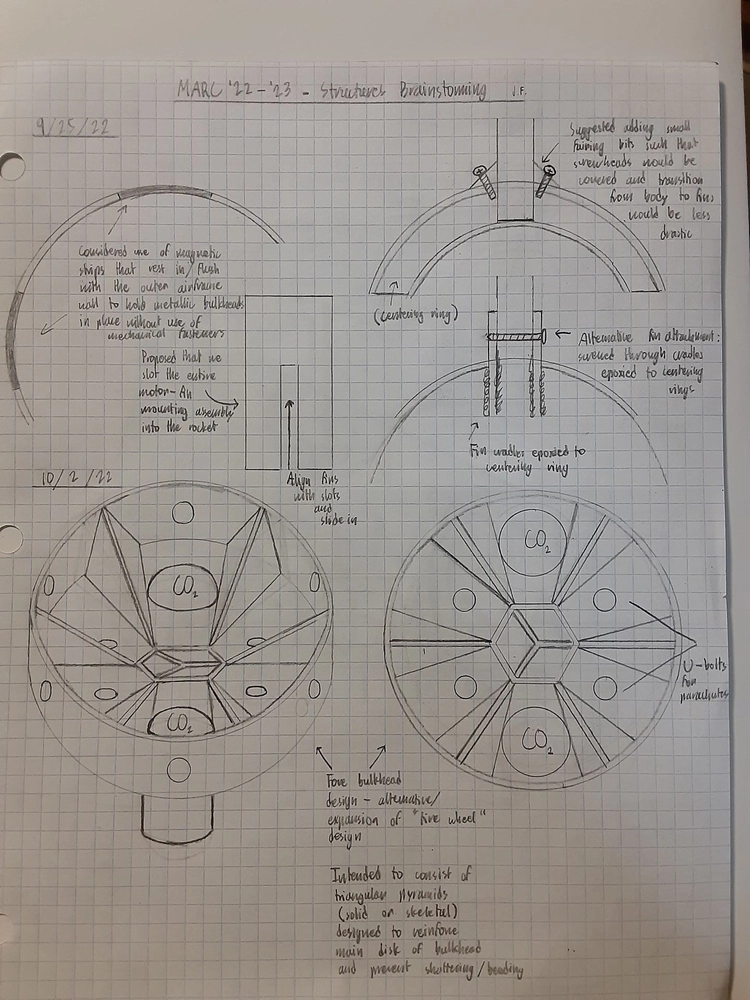 MARC '22-'23 - Structures Brainstorming J.F.
9/25/22
Suggested adding small
fairing bits such that
screwheads would be
covered and transition
from body to fins
would be less
drastic
Considered use of magnetic
strips that rest in/flush
with the outer airframe
wall to hold metallic bulkheads
in place without use of
mechanical fasteners
(centering ring)
Alternative fin attachment:
screwed through cradles
epoxied to centering
rings
Proposed that we
slot the entire
motor-fin
mounting assembly
into the rocket
Fin cradles epoxied to
centering ring
Align fins
with slots
and
slide in
10/2/22
CO2
CO2
CO2
CO2
U-bolts
for
parachutes
Fore bulkhead
design - alternative/
expansion of "tire wheel"
design
Intended to consist of
triangular pyramids
(solid or skeletal)
designed to reinforce
main disk of bulkhead
and prevent shattering/bending